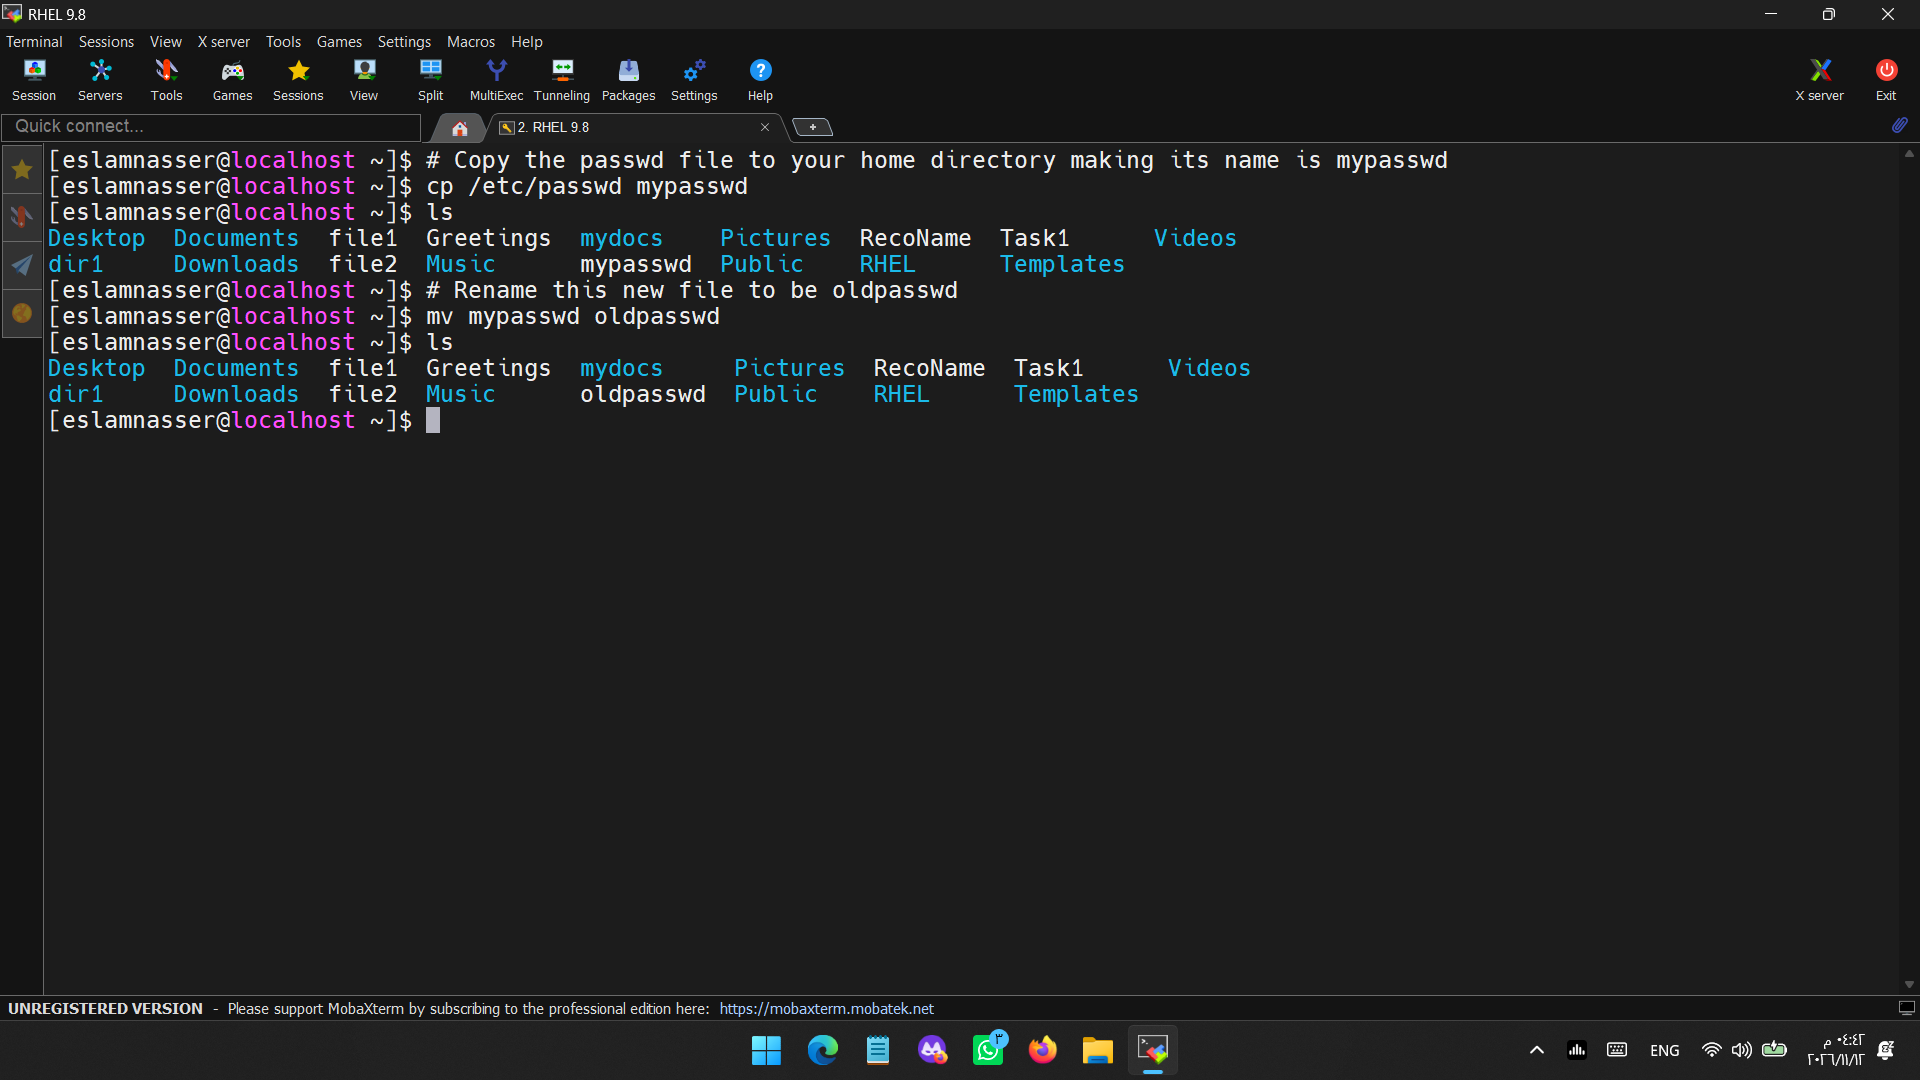 RHEL 9.8
Terminal Sessions View X server Tools Games Settings Macros Help
Session Servers Tools Games Sessions View Split MultiExec Tunneling Packages Settings Help X server Exit
Quick connect... 2. RHEL 9.8
[eslamnasser@localhost ~]$ # Copy the passwd file to your home directory making its name is mypasswd
[eslamnasser@localhost ~]$ cp /etc/passwd mypasswd
[eslamnasser@localhost ~]$ ls
Desktop Documents file1 Greetings mydocs Pictures RecoName Task1 Videos
dir1 Downloads file2 Music mypasswd Public RHEL Templates
[eslamnasser@localhost ~]$ # Rename this new file to be oldpasswd
[eslamnasser@localhost ~]$ mv mypasswd oldpasswd
[eslamnasser@localhost ~]$ ls
Desktop Documents file1 Greetings mydocs Pictures RecoName Task1 Videos
dir1 Downloads file2 Music oldpasswd Public RHEL Templates
[eslamnasser@localhost ~]$
UNREGISTERED VERSION - Please support MobaXterm by subscribing to the professional edition here: https://mobaxterm.mobatek.net
٣
ENG
٠٤:٤٢ م